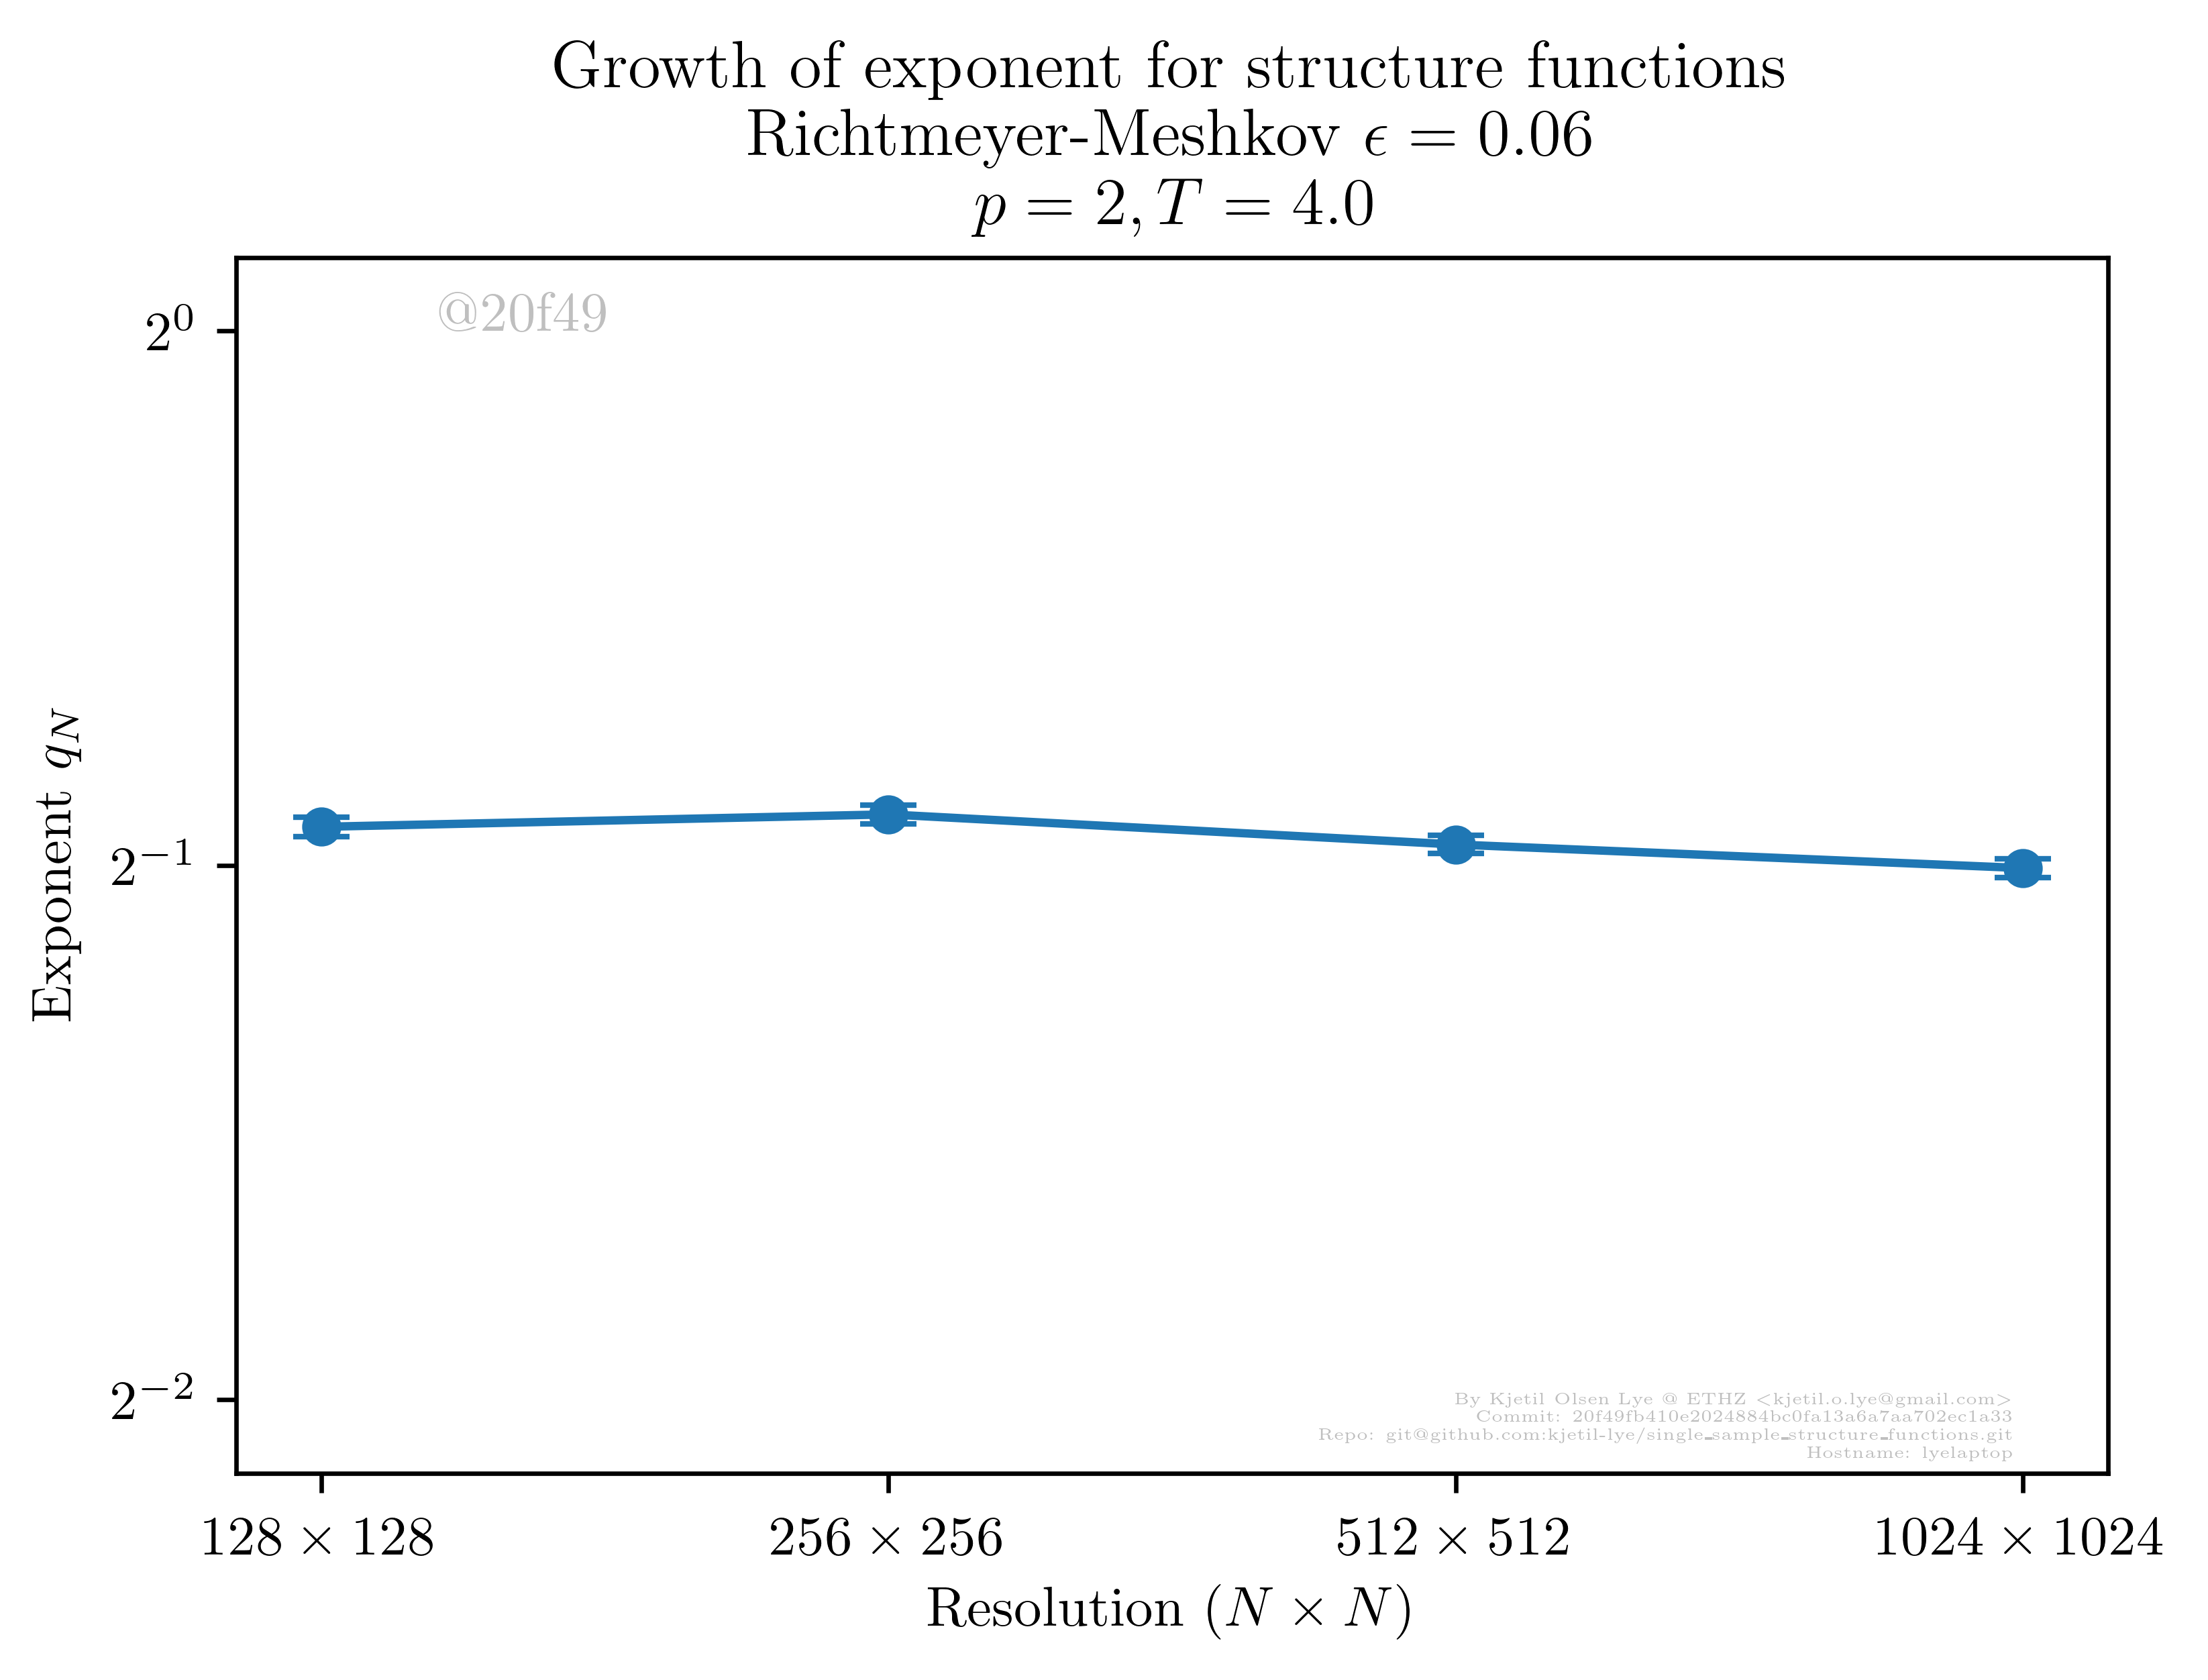 Growth of exponent for structure functions
Richtmeyer-Meshkov ϵ = 0.06
p = 2, T = 4.0
@20f49
2⁰
2⁻¹
2⁻²
Exponent q_N
By Kjetil Olsen Lye @ ETHZ <kjetil.o.lye@gmail.com>
Commit: 20f49fb410e2024884bc0fa13a6a7aa702ec1a33
Repo: git@github.com:kjetil-lye/single_sample_structure_functions.git
Hostname: lyelaptop
128 × 128
256 × 256
512 × 512
1024 × 1024
Resolution (N × N)